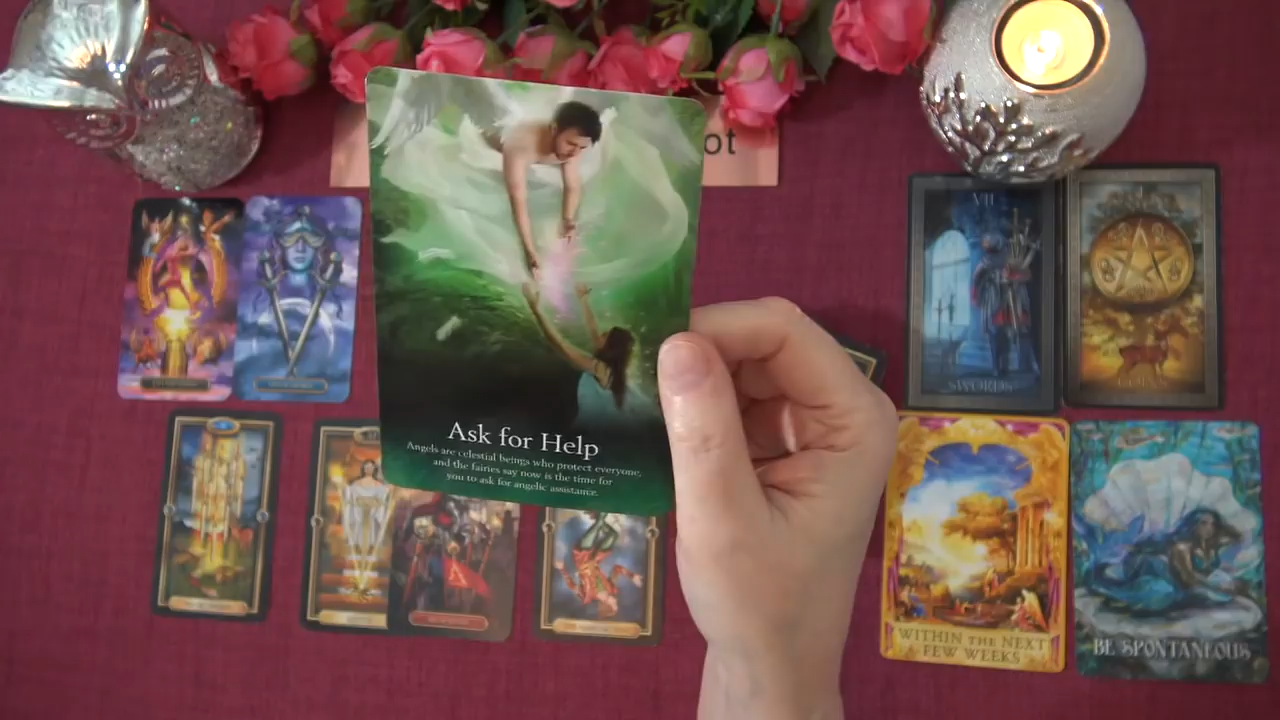 ot
VII
SWORDS
COINS
Ask for Help
Angels are celestial beings who protect everyone,
and the fairies say now is the time for
you to ask for angelic assistance.
WITHIN THE NEXT
FEW WEEKS
BE SPONTANEOUS